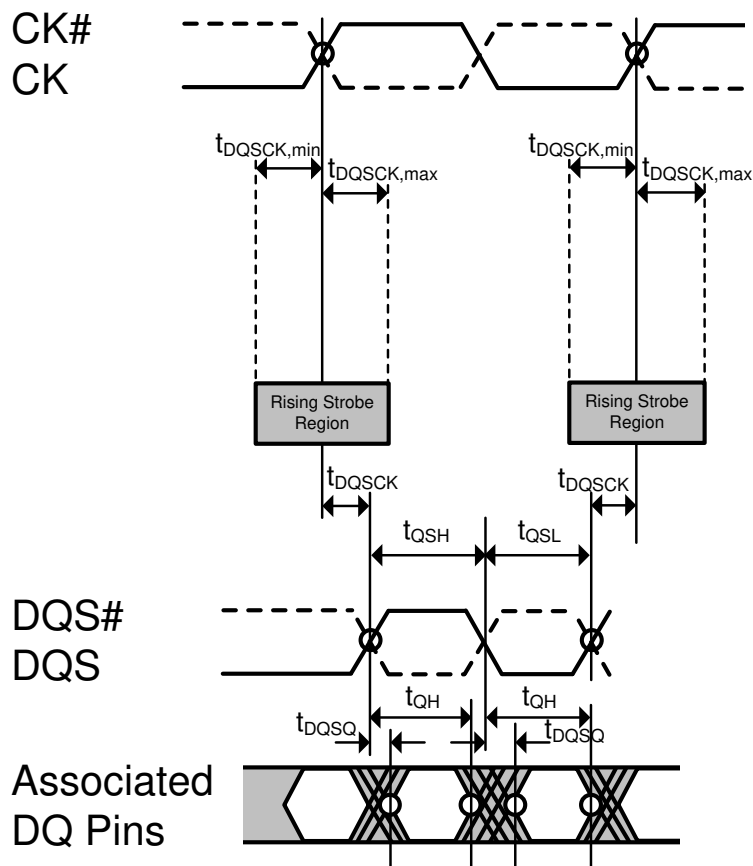 CK#
CK
tDQSCK,min
tDQSCK,min
tDQSCK,max
tDQSCK,max
Rising Strobe
Region
Rising Strobe
Region
tDQSCK
tDQSCK
tQSH
tQSL
DQS#
DQS
tQH
tQH
tDQSQ
tDQSQ
Associated
DQ Pins